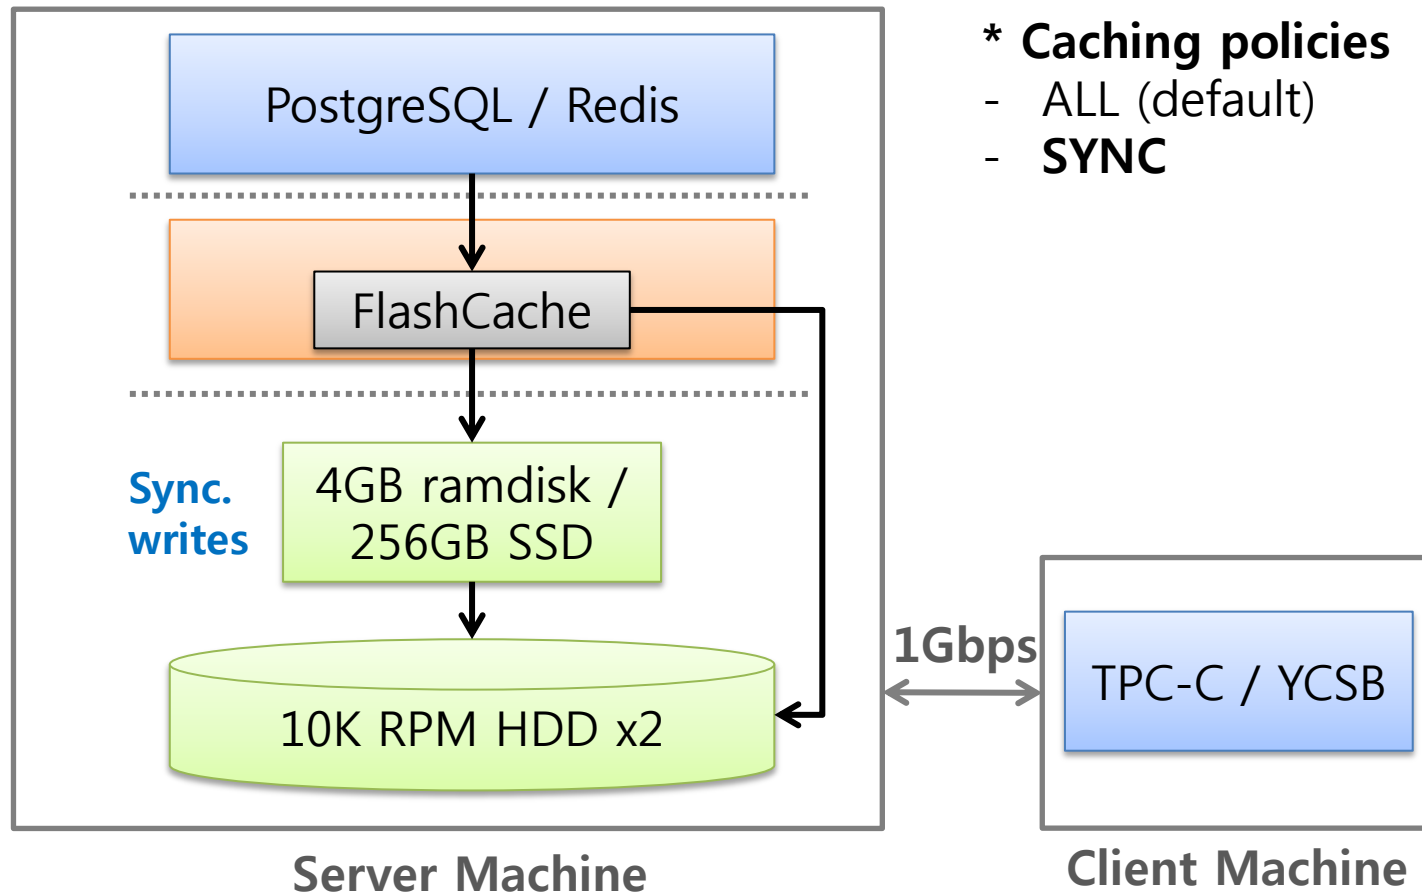 PostgreSQL / Redis
* Caching policies
- ALL (default)
- SYNC
FlashCache
Sync.
writes
4GB ramdisk /
256GB SSD
10K RPM HDD x2
1Gbps
TPC-C / YCSB
Server Machine
Client Machine